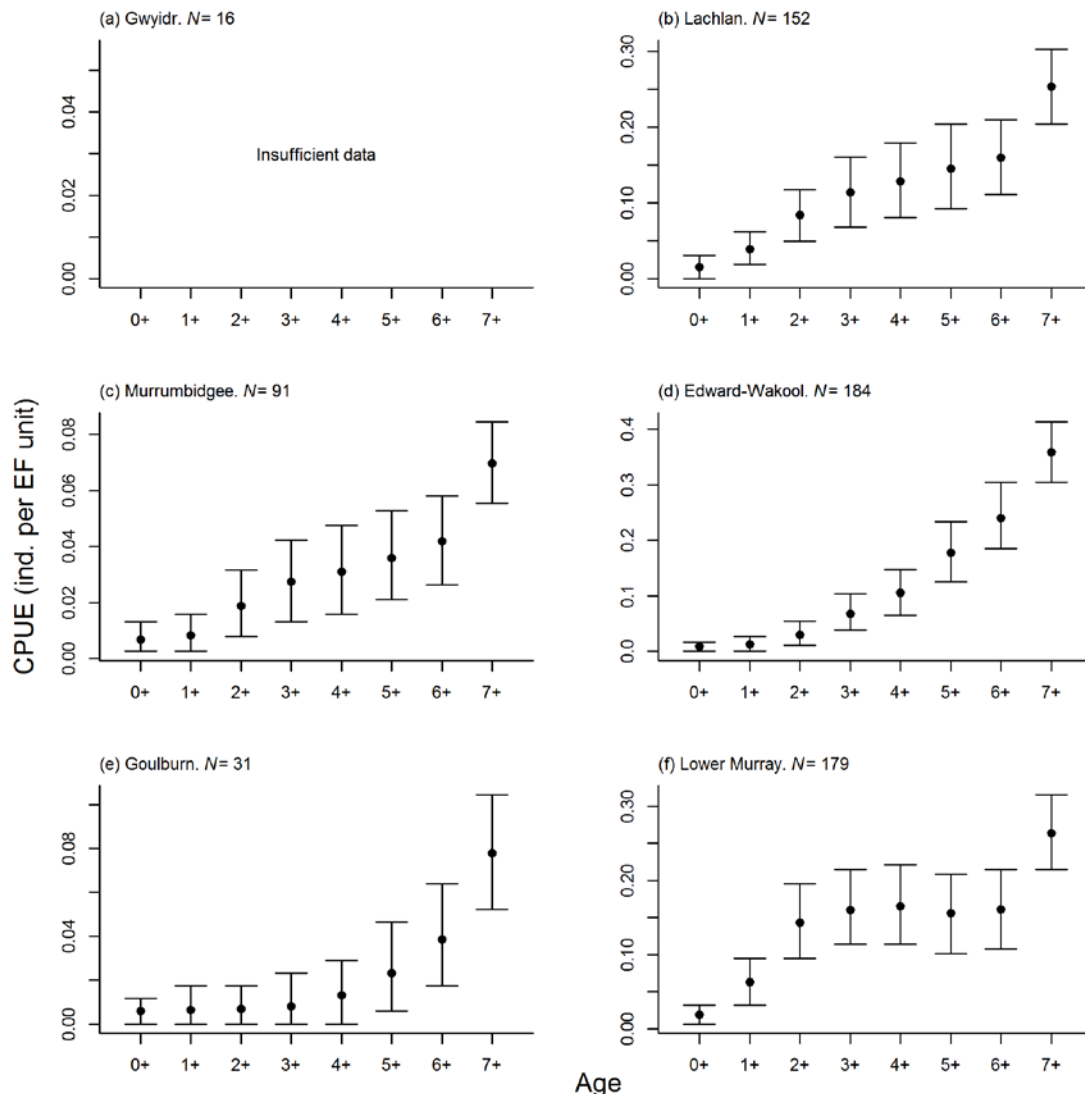 (a) Gwyidr. N= 16
0.04
0.02
0.00
Insufficient data
0+ 1+ 2+ 3+ 4+ 5+ 6+ 7+
(b) Lachlan. N= 152
0.30
0.20
0.10
0.00
0+ 1+ 2+ 3+ 4+ 5+ 6+ 7+
(c) Murrumbidgee. N= 91
0.08
0.06
0.04
0.02
0.00
0+ 1+ 2+ 3+ 4+ 5+ 6+ 7+
(d) Edward-Wakool. N= 184
0.4
0.3
0.2
0.1
0.0
0+ 1+ 2+ 3+ 4+ 5+ 6+ 7+
(e) Goulburn. N= 31
0.08
0.04
0.00
0+ 1+ 2+ 3+ 4+ 5+ 6+ 7+
(f) Lower Murray. N= 179
0.30
0.20
0.10
0.00
0+ 1+ 2+ 3+ 4+ 5+ 6+ 7+
CPUE (ind. per EF unit)
Age